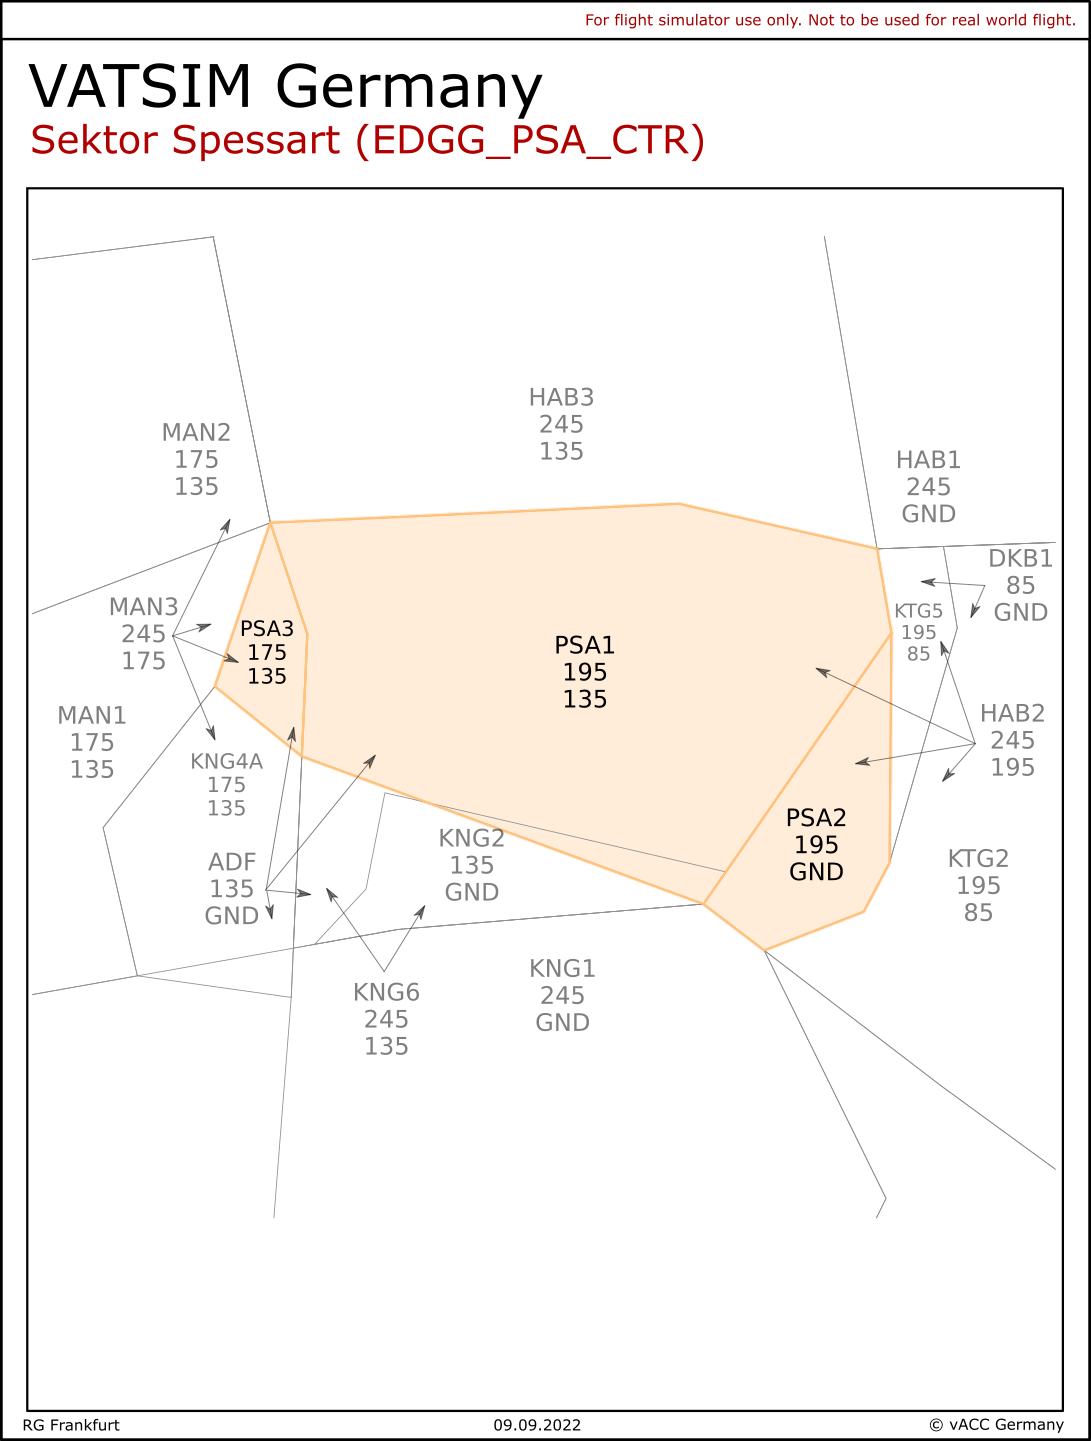 For flight simulator use only. Not to be used for real world flight.
VATSIM Germany
Sektor Spessart (EDGG_PSA_CTR)
HAB3
245
135
MAN2
175
135
HAB1
245
GND
DKB1
85
GND
MAN3
245
175
PSA3
175
135
KTG5
195
85
PSA1
195
135
MAN1
175
135
HAB2
245
195
KNG4A
175
135
PSA2
195
GND
KNG2
135
GND
ADF
135
GND
KTG2
195
85
KNG1
245
GND
KNG6
245
135
RG Frankfurt
09.09.2022
© vACC Germany